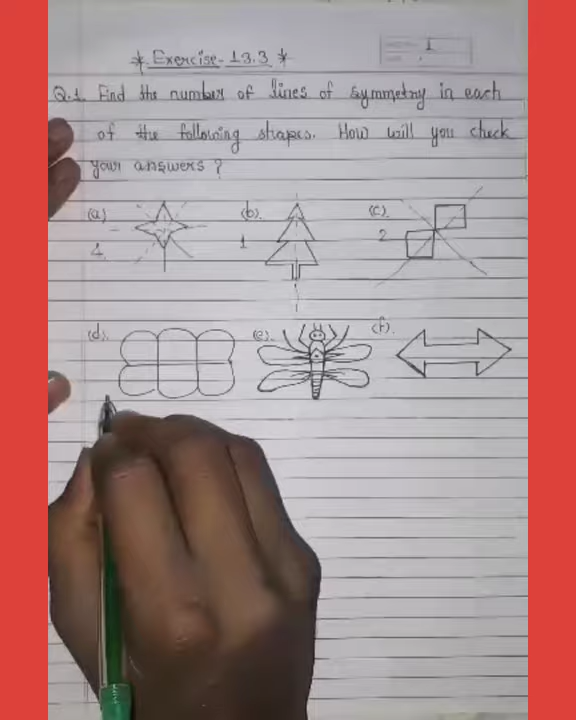 * Exercise - 13.3 *
1
Q.1. Find the number of lines of symmetry in each
of the following shapes. How will you check
your answers ?
(a) (b). (c).
4. 1 2
(d). (e). (f).